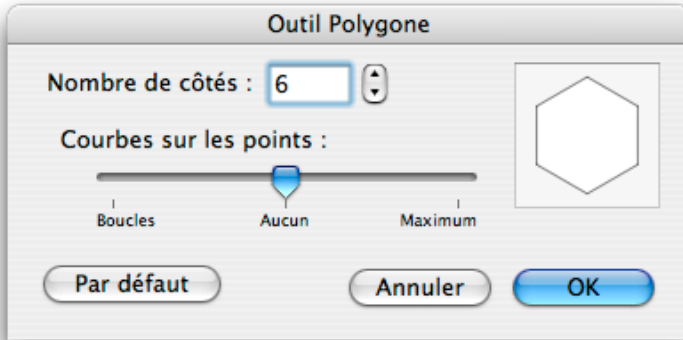 Outil Polygone
Nombre de côtés : 6
Courbes sur les points :
Boucles Aucun Maximum
Par défaut Annuler OK